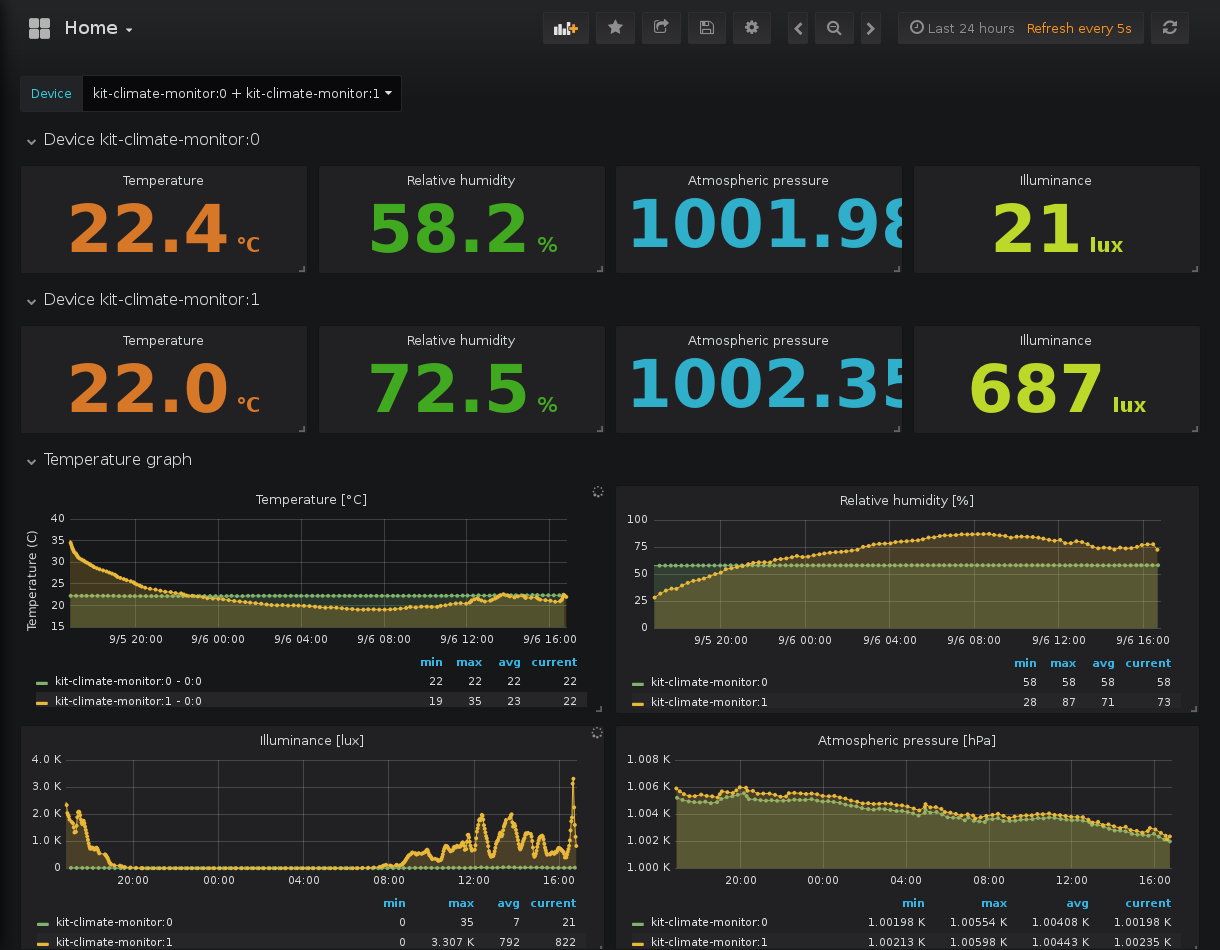 Home
Last 24 hours Refresh every 5s
Device kit-climate-monitor:0 + kit-climate-monitor:1
Device kit-climate-monitor:0
Temperature Relative humidity Atmospheric pressure Illuminance
22.4 °C 58.2 % 1001.98 21 lux
Device kit-climate-monitor:1
Temperature Relative humidity Atmospheric pressure Illuminance
22.0 °C 72.5 % 1002.35 687 lux
Temperature graph
Temperature [°C]
Temperature (C)
40
35
30
25
20
15
9/5 20:00 9/6 00:00 9/6 04:00 9/6 08:00 9/6 12:00 9/6 16:00
min max avg current
kit-climate-monitor:0 - 0:0 22 22 22 22
kit-climate-monitor:1 - 0:0 19 35 23 22
Relative humidity [%]
100
75
50
25
0
9/5 20:00 9/6 00:00 9/6 04:00 9/6 08:00 9/6 12:00 9/6 16:00
min max avg current
kit-climate-monitor:0 58 58 58 58
kit-climate-monitor:1 28 87 71 73
Illuminance [lux]
4.0 K
3.0 K
2.0 K
1.0 K
0
20:00 00:00 04:00 08:00 12:00 16:00
min max avg current
kit-climate-monitor:0 0 35 7 21
kit-climate-monitor:1 0 3.307 K 792 822
Atmospheric pressure [hPa]
1.008 K
1.006 K
1.004 K
1.002 K
1.000 K
20:00 00:00 04:00 08:00 12:00 16:00
min max avg current
kit-climate-monitor:0 1.00198 K 1.00554 K 1.00408 K 1.00198 K
kit-climate-monitor:1 1.00213 K 1.00598 K 1.00443 K 1.00235 K